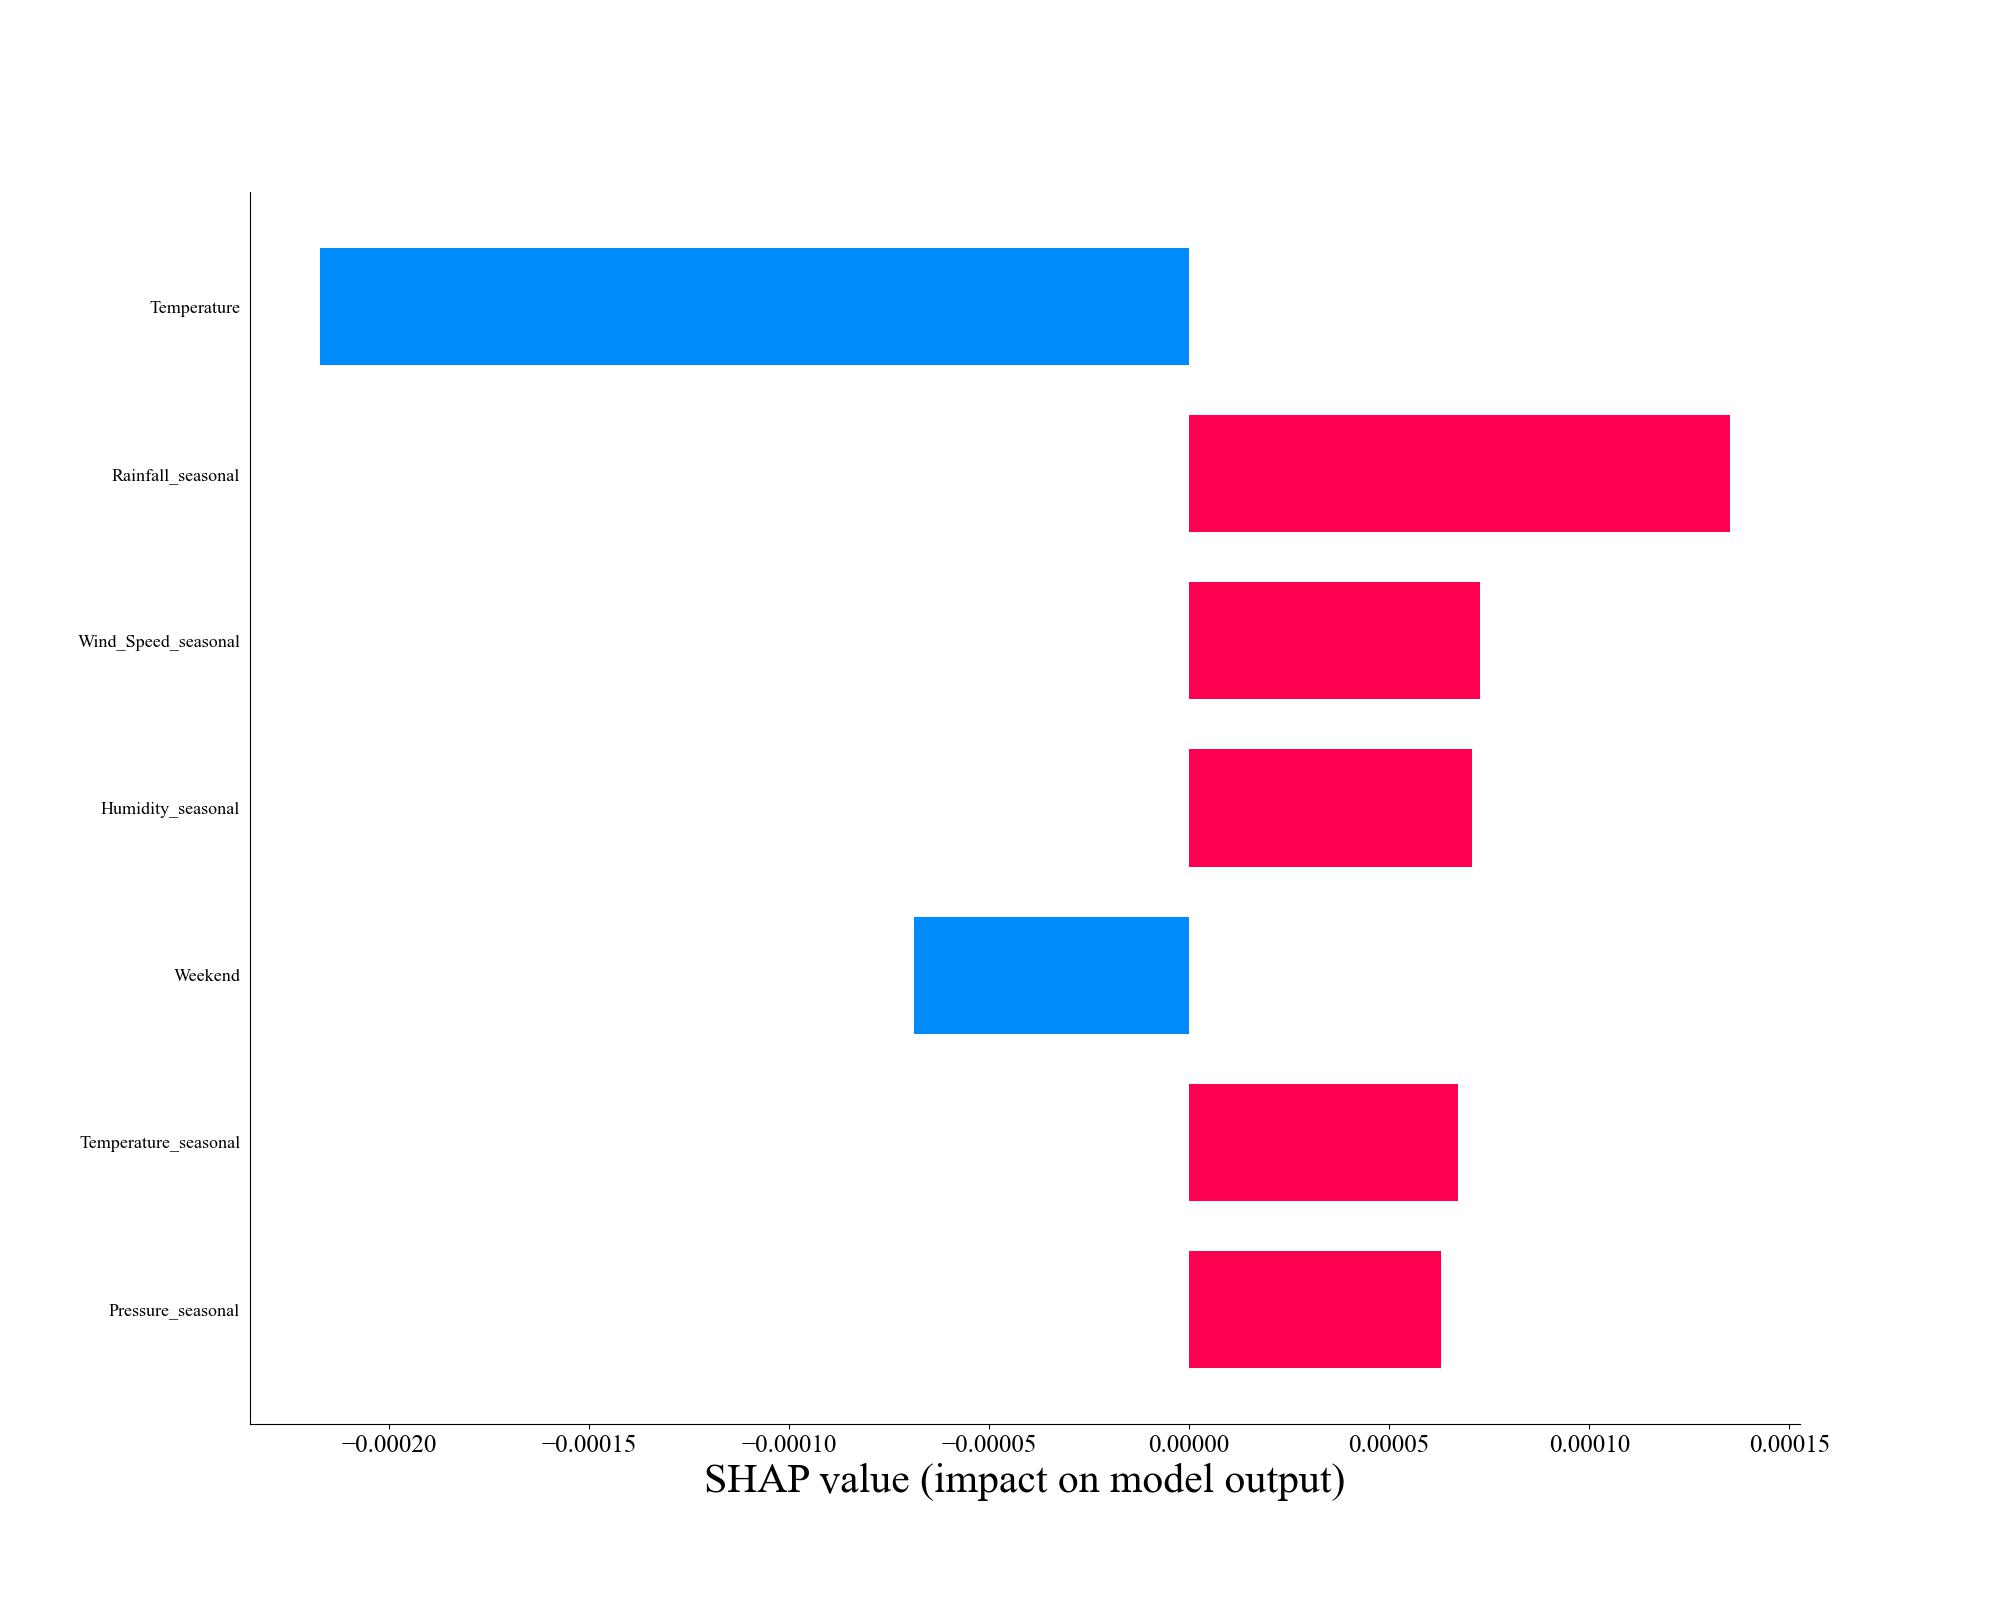 Temperature
Rainfall_seasonal
Wind_Speed_seasonal
Humidity_seasonal
Weekend
Temperature_seasonal
Pressure_seasonal
−0.00020 −0.00015 −0.00010 −0.00005 0.00000 0.00005 0.00010 0.00015
SHAP value (impact on model output)